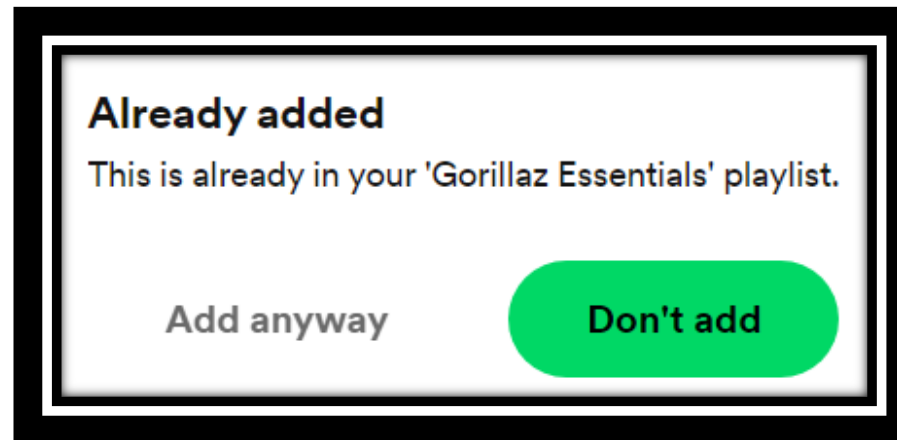 Already added
This is already in your 'Gorillaz Essentials' playlist.
Add anyway
Don't add